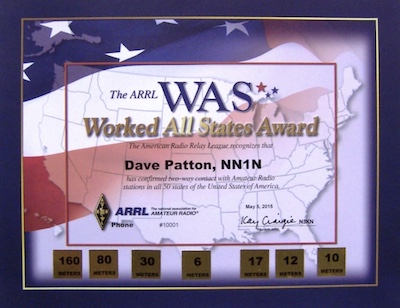 The ARRL WAS
Worked All States Award
The American Radio Relay League recognizes that
Dave Patton, NN1N
has confirmed two-way contact with Amateur Radio
stations in all 50 states of the United States of America.
ARRL The national association for
AMATEUR RADIO®
Phone #10001
May 5, 2015
Kay Craigie N3KN
160 METERS
80 METERS
30 METERS
6 METERS
17 METERS
12 METERS
10 METERS